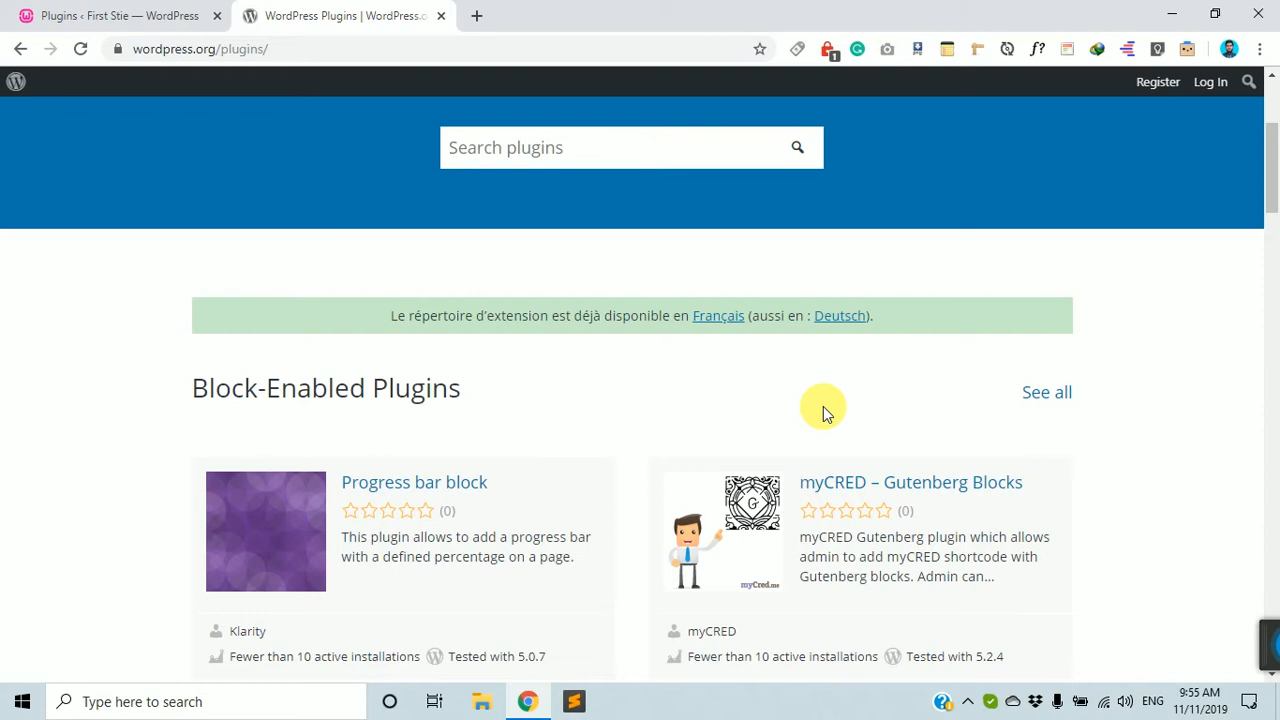 Plugins ‹ First Stie — WordPress
WordPress Plugins | WordPress.o
wordpress.org/plugins/
1
f?
Register
Log In
Search plugins
Le répertoire d'extension est déjà disponible en Français (aussi en : Deutsch).
Block-Enabled Plugins
See all
Progress bar block
(0)
This plugin allows to add a progress bar
with a defined percentage on a page.
Klarity
Fewer than 10 active installations
Tested with 5.0.7
G
myCred.me
myCRED – Gutenberg Blocks
(0)
myCRED Gutenberg plugin which allows
admin to add myCRED shortcode with
Gutenberg blocks. Admin can...
myCRED
Fewer than 10 active installations
Tested with 5.2.4
Type here to search
ENG
9:55 AM
11/11/2019